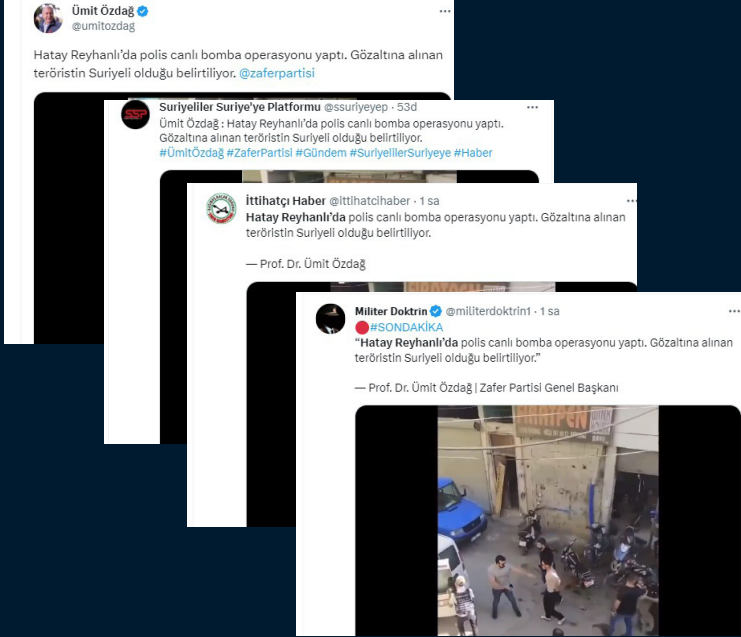 Ümit Özdağ
@umitozdag
Hatay Reyhanlı'da polis canlı bomba operasyonu yaptı. Gözaltına alınan
teröristin Suriyeli olduğu belirtiliyor. @zaferpartisi
Suriyeliler Suriye'ye Platformu @ssuriyeyep · 53d
Ümit Özdağ : Hatay Reyhanlı'da polis canlı bomba operasyonu yaptı.
Gözaltına alınan teröristin Suriyeli olduğu belirtiliyor.
#ÜmitÖzdağ #ZaferPartisi #Gündem #SuriyelilerSuriyeye #Haber
SSP
İttihatçı Haber @ittihatcihaber · 1 sa
Hatay Reyhanlı'da polis canlı bomba operasyonu yaptı. Gözaltına alınan
teröristin Suriyeli olduğu belirtiliyor.
— Prof. Dr. Ümit Özdağ
Militer Doktrin @militerdoktrin1 · 1 sa
#SONDAKİKA
“Hatay Reyhanlı'da polis canlı bomba operasyonu yaptı. Gözaltına alınan
teröristin Suriyeli olduğu belirtiliyor.”
— Prof. Dr. Ümit Özdağ | Zafer Partisi Genel Başkanı